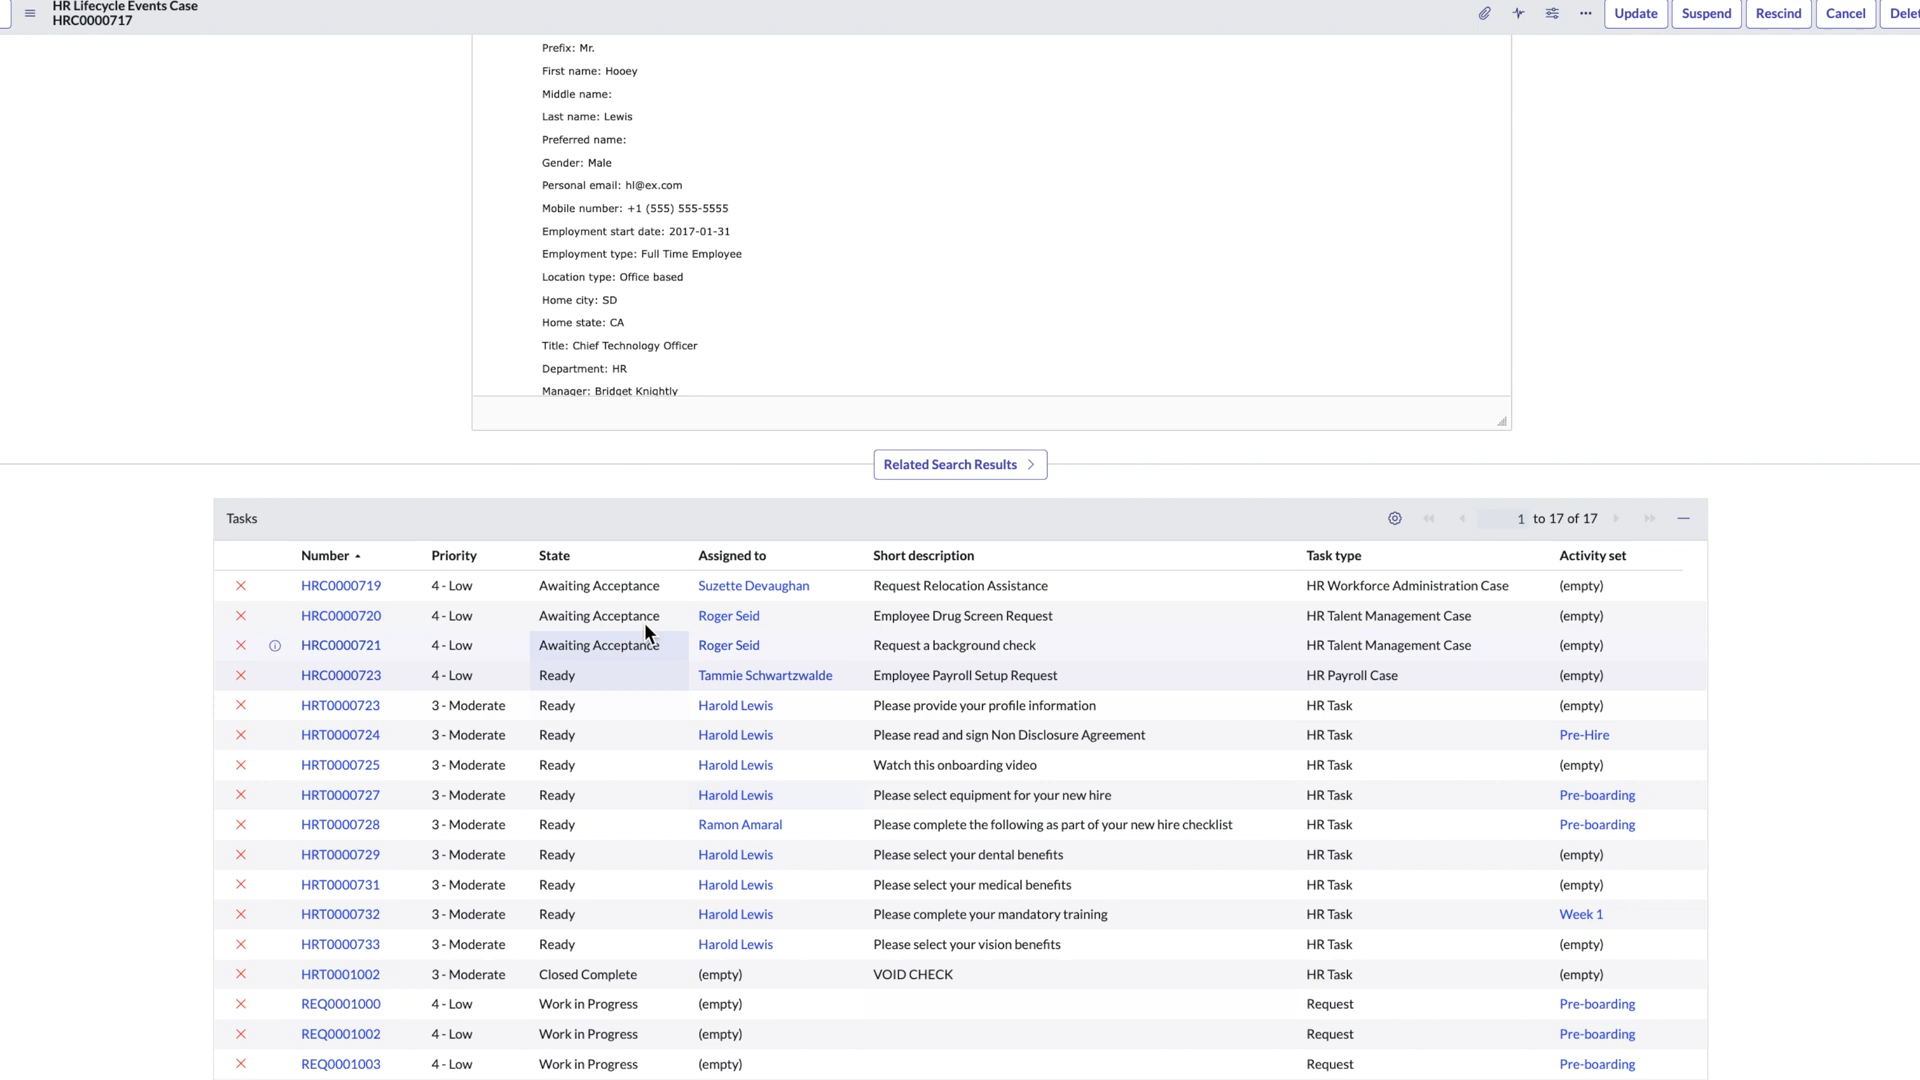 HR Lifecycle Events Case
HRC0000717
Update Suspend Rescind Cancel
Prefix: Mr.
First name: Hooey
Middle name:
Last name: Lewis
Preferred name:
Gender: Male
Personal email: hl@ex.com
Mobile number: +1 (555) 555-5555
Employment start date: 2017-01-31
Employment type: Full Time Employee
Location type: Office based
Home city: SD
Home state: CA
Title: Chief Technology Officer
Department: HR
Manager: Bridget Knightly
Related Search Results
Tasks 1 to 17 of 17
Number Priority State Assigned to Short description Task type Activity set
HRC0000719 4 - Low Awaiting Acceptance Suzette Devaughan Request Relocation Assistance HR Workforce Administration Case (empty)
HRC0000720 4 - Low Awaiting Acceptance Roger Seid Employee Drug Screen Request HR Talent Management Case (empty)
HRC0000721 4 - Low Awaiting Acceptance Roger Seid Request a background check HR Talent Management Case (empty)
HRC0000723 4 - Low Ready Tammie Schwartzwalde Employee Payroll Setup Request HR Payroll Case (empty)
HRT0000723 3 - Moderate Ready Harold Lewis Please provide your profile information HR Task (empty)
HRT0000724 3 - Moderate Ready Harold Lewis Please read and sign Non Disclosure Agreement HR Task Pre-Hire
HRT0000725 3 - Moderate Ready Harold Lewis Watch this onboarding video HR Task (empty)
HRT0000727 3 - Moderate Ready Harold Lewis Please select equipment for your new hire HR Task Pre-boarding
HRT0000728 3 - Moderate Ready Ramon Amaral Please complete the following as part of your new hire checklist HR Task Pre-boarding
HRT0000729 3 - Moderate Ready Harold Lewis Please select your dental benefits HR Task (empty)
HRT0000731 3 - Moderate Ready Harold Lewis Please select your medical benefits HR Task (empty)
HRT0000732 3 - Moderate Ready Harold Lewis Please complete your mandatory training HR Task Week 1
HRT0000733 3 - Moderate Ready Harold Lewis Please select your vision benefits HR Task (empty)
HRT0001002 3 - Moderate Closed Complete (empty) VOID CHECK HR Task (empty)
REQ0001000 4 - Low Work in Progress (empty) Request Pre-boarding
REQ0001002 4 - Low Work in Progress (empty) Request Pre-boarding
REQ0001003 4 - Low Work in Progress (empty) Request Pre-boarding